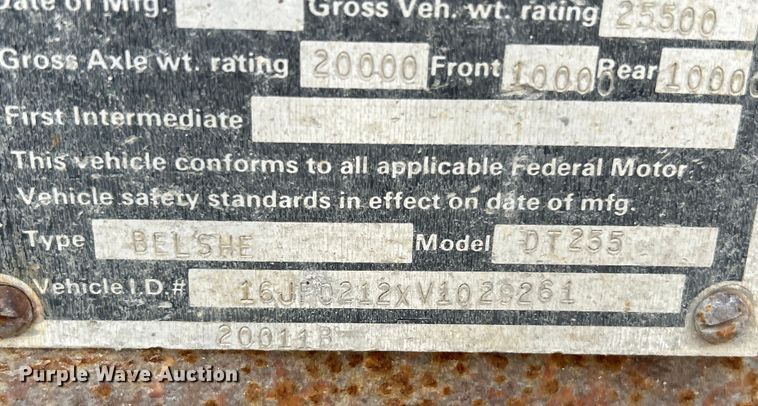 Date of Mfg. Gross Veh. wt. rating 25500
Gross Axle wt. rating 20000 Front 10000 Rear 10000
First Intermediate
This vehicle conforms to all applicable Federal Motor
Vehicle safety standards in effect on date of mfg.
Type BELSHE Model DT255
Vehicle I.D.# 16JF0212XV1029261
20011B
Purple Wave Auction